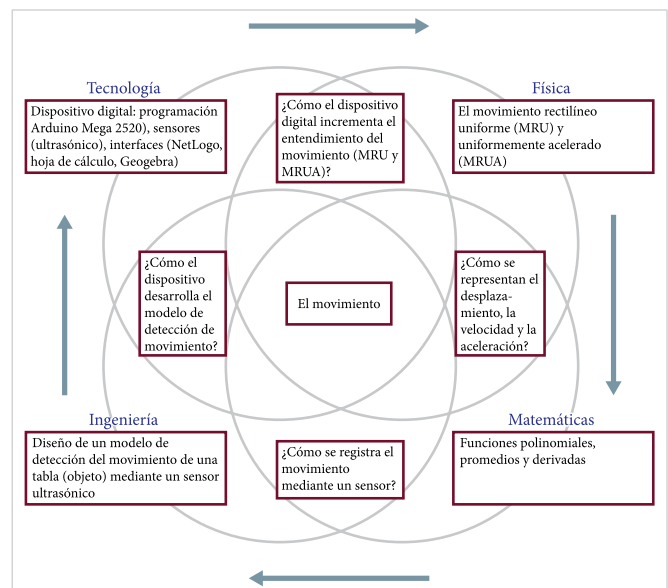 Tecnología
Dispositivo digital: programación
Arduino Mega 2520), sensores
(ultrasónico), interfaces (NetLogo,
hoja de cálculo, Geogebra)
¿Cómo el dispositivo
digital incrementa el
entendimiento del
movimiento (MRU y
MRUA)?
Física
El movimiento rectilíneo
uniforme (MRU) y
uniformemente acelerado
(MRUA)
¿Cómo el
dispositivo
desarrolla el
modelo de
detección de
movimiento?
El movimiento
¿Cómo se
representan el
desplaza-
miento, la
velocidad y la
aceleración?
Ingeniería
Diseño de un modelo de
detección del movimiento de una
tabla (objeto) mediante un sensor
ultrasónico
¿Cómo se registra el
movimiento
mediante un sensor?
Matemáticas
Funciones polinomiales,
promedios y derivadas